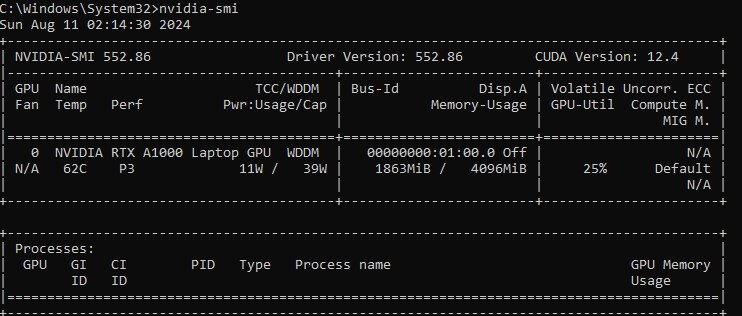 C:\Windows\System32>nvidia-smi
Sun Aug 11 02:14:30 2024
+-----------------------------------------------------------------------------------------+
| NVIDIA-SMI 552.86                 Driver Version: 552.86         CUDA Version: 12.4     |
|-----------------------------------------+------------------------+----------------------+
| GPU  Name                     TCC/WDDM  | Bus-Id          Disp.A | Volatile Uncorr. ECC |
| Fan  Temp   Perf          Pwr:Usage/Cap |           Memory-Usage | GPU-Util  Compute M. |
|                                         |                        |               MIG M. |
|=========================================+========================+======================|
|   0  NVIDIA RTX A1000 Laptop GPU  WDDM  |   00000000:01:00.0 Off |                  N/A |
| N/A   62C    P3              11W /  39W |    1863MiB /   4096MiB |     25%      Default |
|                                         |                        |                  N/A |
+-----------------------------------------+------------------------+----------------------+

+-----------------------------------------------------------------------------------------+
| Processes:                                                                              |
|  GPU   GI   CI        PID   Type   Process name                              GPU Memory |
|        ID   ID                                                               Usage      |
|=========================================================================================|
+-----------------------------------------------------------------------------------------+